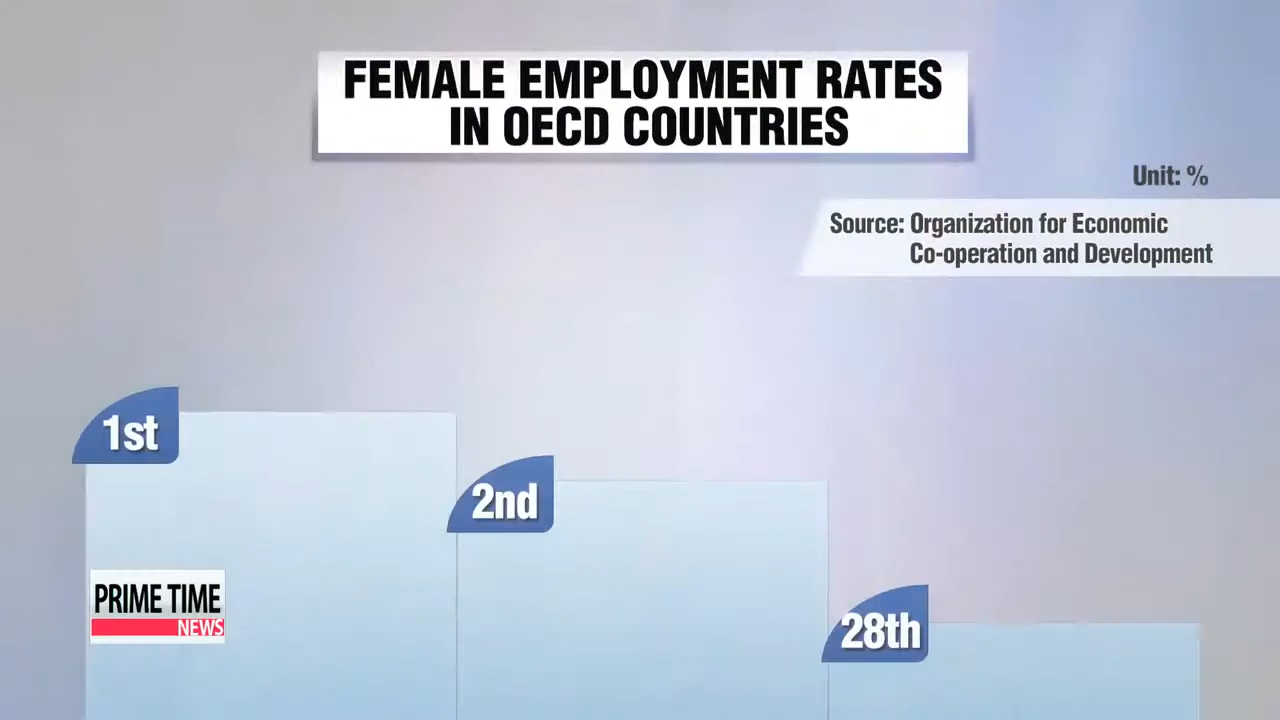 FEMALE EMPLOYMENT RATES
IN OECD COUNTRIES
Unit: %
Source: Organization for Economic
Co-operation and Development
1st
2nd
28th
PRIME TIME
NEWS